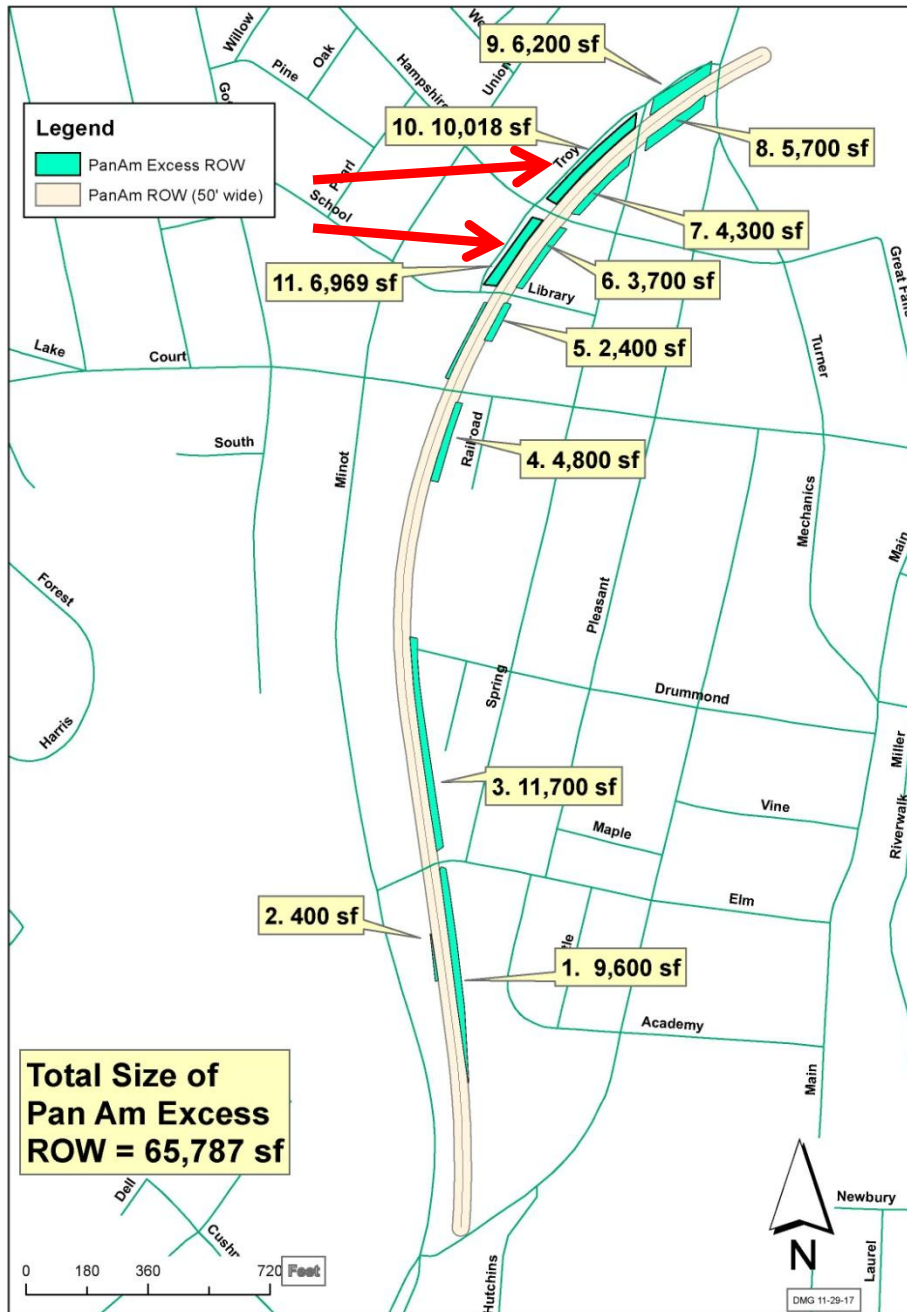 9. 6,200 sf
Willow
Oak
Pine
Union
Hampshire
10. 10,018 sf
Legend
PanAm Excess ROW
PanAm ROW (50' wide)
Troy
8. 5,700 sf
School
7. 4,300 sf
11. 6,969 sf
6. 3,700 sf
Library
5. 2,400 sf
Turner
Lake
Court
South
Minot
Railroad
4. 4,800 sf
Mechanics
Main
Forest
Pleasant
Harris
Spring
Drummond
Miller
3. 11,700 sf
Vine
Riverwalk
Maple
Elm
2. 400 sf
1. 9,600 sf
Academy
Main
Total Size of
Pan Am Excess
ROW = 65,787 sf
Dell
N
Newbury
Laurel
Hutchins
0 180 360 720 Feet
DMG 11-29-17